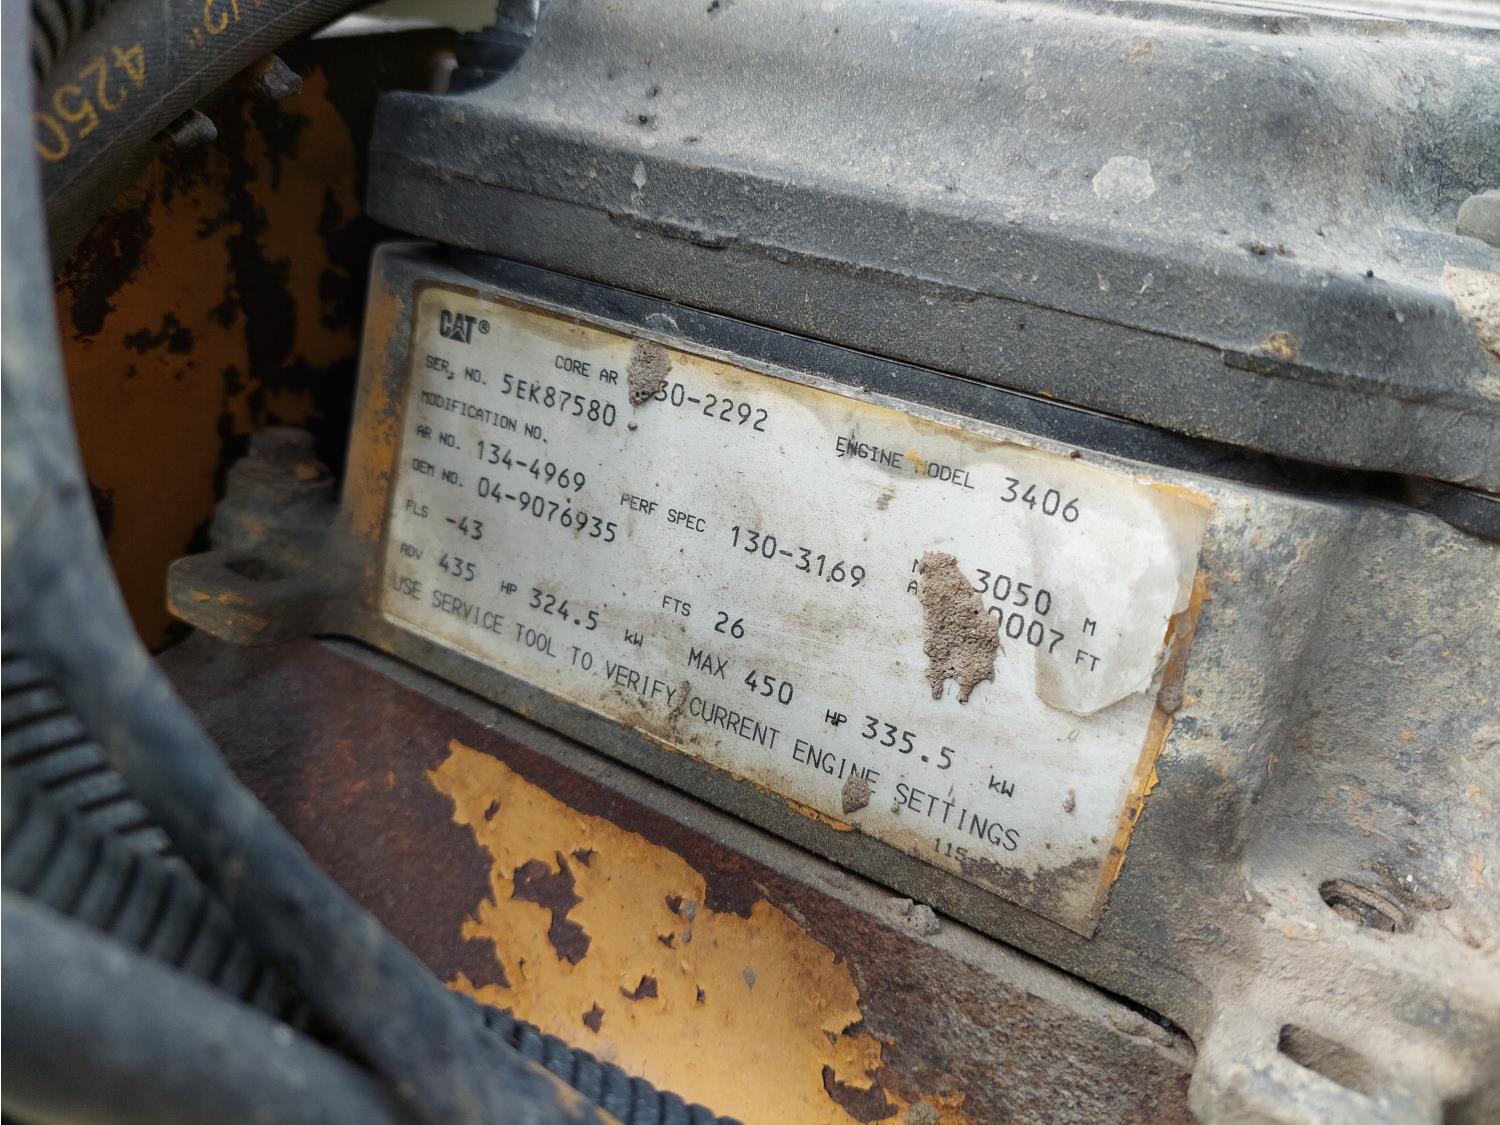 CAT®
SER. NO. 5EK87580 CORE AR 30-2292
MODIFICATION NO. ENGINE MODEL 3406
AR NO. 134-4969
OEM NO. 04-9076935 PERF SPEC 130-3169 3050 M
FLS -43 FTS 26 0007 FT
ADV 435 HP 324.5 kW MAX 450 HP 335.5 kW
USE SERVICE TOOL TO VERIFY CURRENT ENGINE SETTINGS
4250